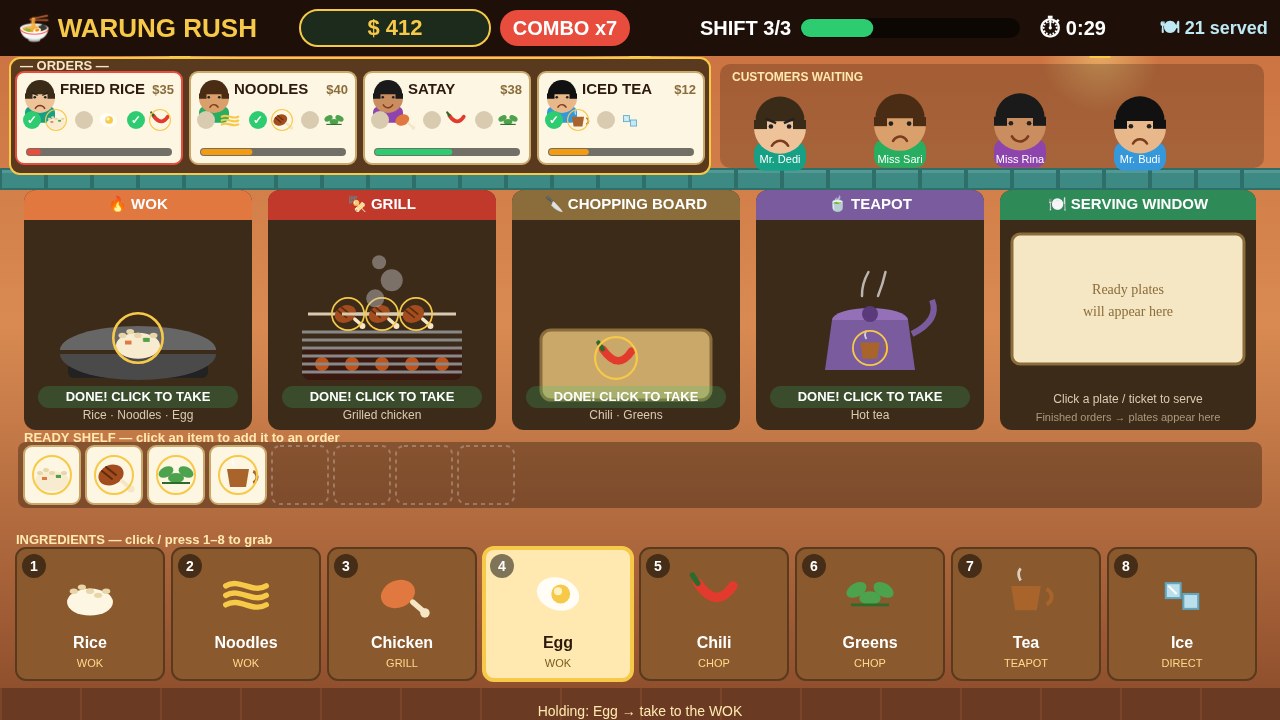 WARUNG RUSH
$ 412
COMBO x7
SHIFT 3/3
0:29
21 served
— ORDERS —
FRIED RICE $35
NOODLES $40
SATAY $38
ICED TEA $12
CUSTOMERS WAITING
Mr. Dedi
Miss Sari
Miss Rina
Mr. Budi
WOK
GRILL
CHOPPING BOARD
TEAPOT
SERVING WINDOW
Ready plates
will appear here
DONE! CLICK TO TAKE
Rice · Noodles · Egg
DONE! CLICK TO TAKE
Grilled chicken
DONE! CLICK TO TAKE
Chili · Greens
DONE! CLICK TO TAKE
Hot tea
Click a plate / ticket to serve
Finished orders → plates appear here
READY SHELF — click an item to add it to an order
INGREDIENTS — click / press 1–8 to grab
1
Rice
WOK
2
Noodles
WOK
3
Chicken
GRILL
4
Egg
WOK
5
Chili
CHOP
6
Greens
CHOP
7
Tea
TEAPOT
8
Ice
DIRECT
Holding: Egg → take to the WOK